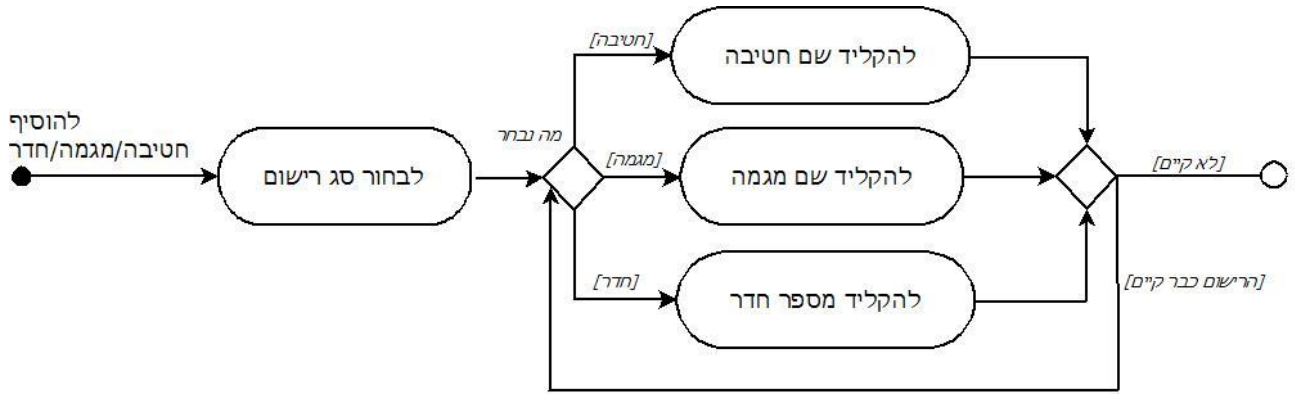 להוסיף
חטיבה/מגמה/חדר
לבחור סג רישום
מה נבחר
[חטיבה]
להקליד שם חטיבה
[מגמה]
להקליד שם מגמה
[חדר]
להקליד מספר חדר
[לא קיים]
[הרישום כבר קיים]